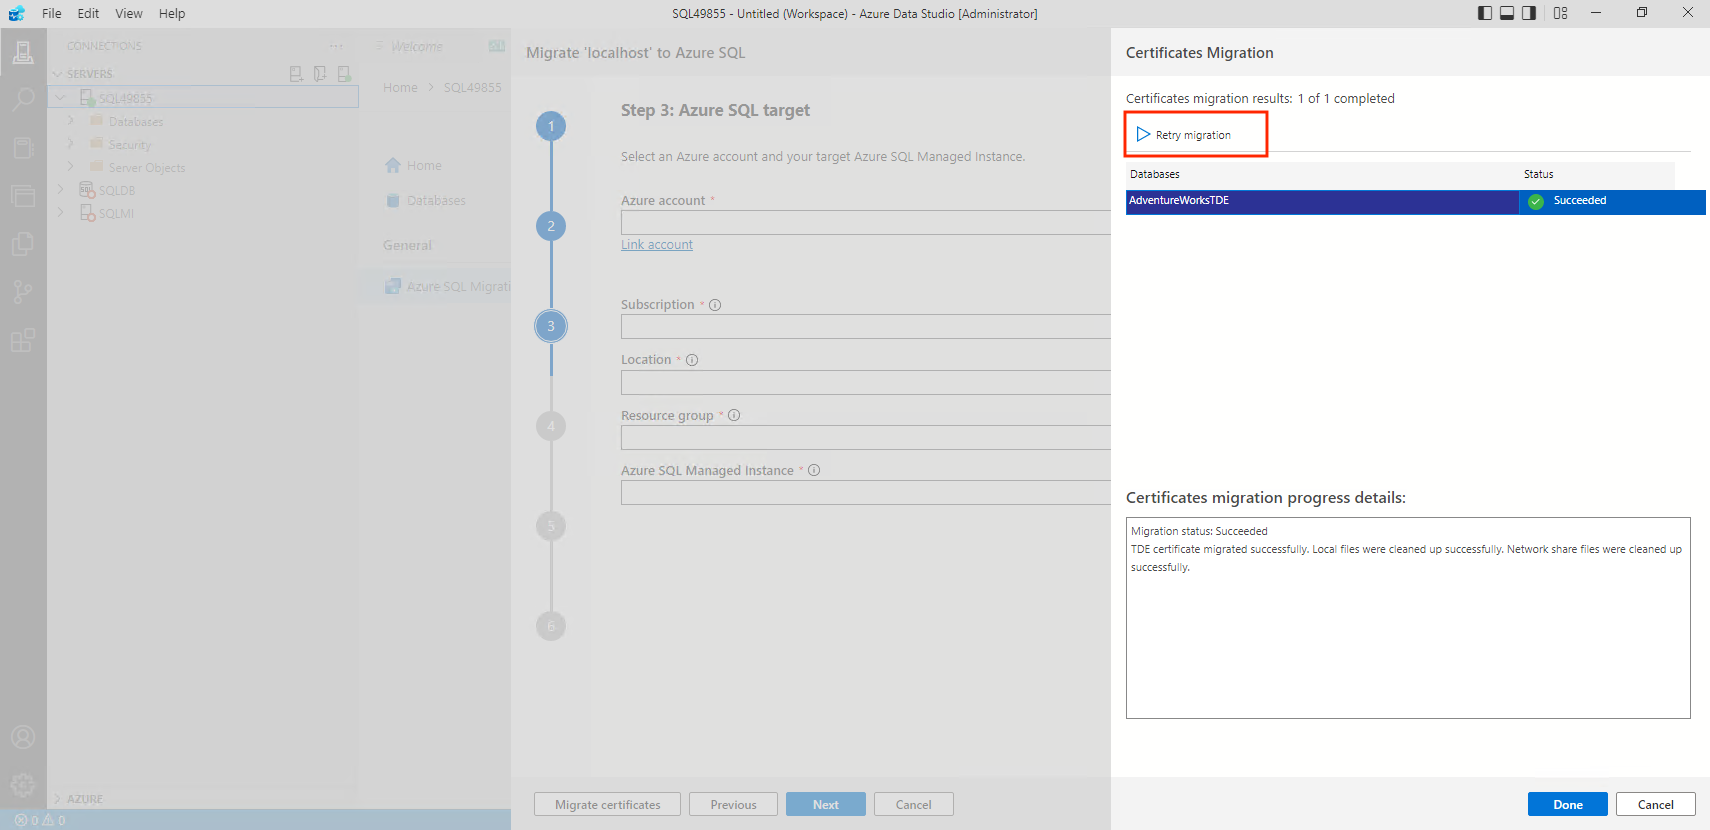 File Edit View Help
SQL49855 - Untitled (Workspace) - Azure Data Studio [Administrator]
CONNECTIONS
SERVERS
SQL49855
Databases
Security
Server Objects
SQLDB
SQLMI
AZURE
0 0
Welcome
Home > SQL49855
Home
Databases
General
Azure SQL Migrati
Migrate 'localhost' to Azure SQL
1
2
3
4
5
6
Step 3: Azure SQL target
Select an Azure account and your target Azure SQL Managed Instance.
Azure account *
Link account
Subscription *
Location *
Resource group *
Azure SQL Managed Instance *
Migrate certificates Previous Next Cancel
Certificates Migration
Certificates migration results: 1 of 1 completed
Retry migration
Databases Status
AdventureWorksTDE Succeeded
Certificates migration progress details:
Migration status: Succeeded
TDE certificate migrated successfully. Local files were cleaned up successfully. Network share files were cleaned up
successfully.
Done Cancel